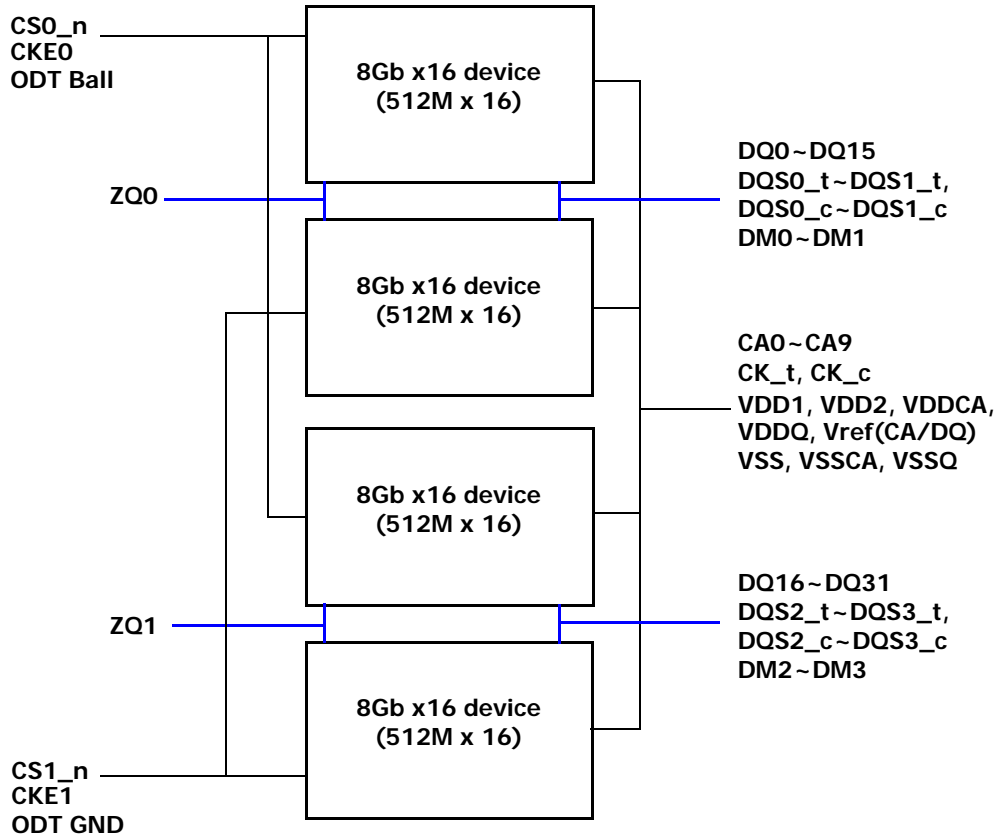 CS0_n
CKE0
ODT Ball
8Gb x16 device
(512M x 16)
DQ0~DQ15
DQS0_t~DQS1_t,
DQS0_c~DQS1_c
DM0~DM1
ZQ0
8Gb x16 device
(512M x 16)
CA0~CA9
CK_t, CK_c
VDD1, VDD2, VDDCA,
VDDQ, Vref(CA/DQ)
VSS, VSSCA, VSSQ
8Gb x16 device
(512M x 16)
DQ16~DQ31
DQS2_t~DQS3_t,
DQS2_c~DQS3_c
DM2~DM3
ZQ1
8Gb x16 device
(512M x 16)
CS1_n
CKE1
ODT GND